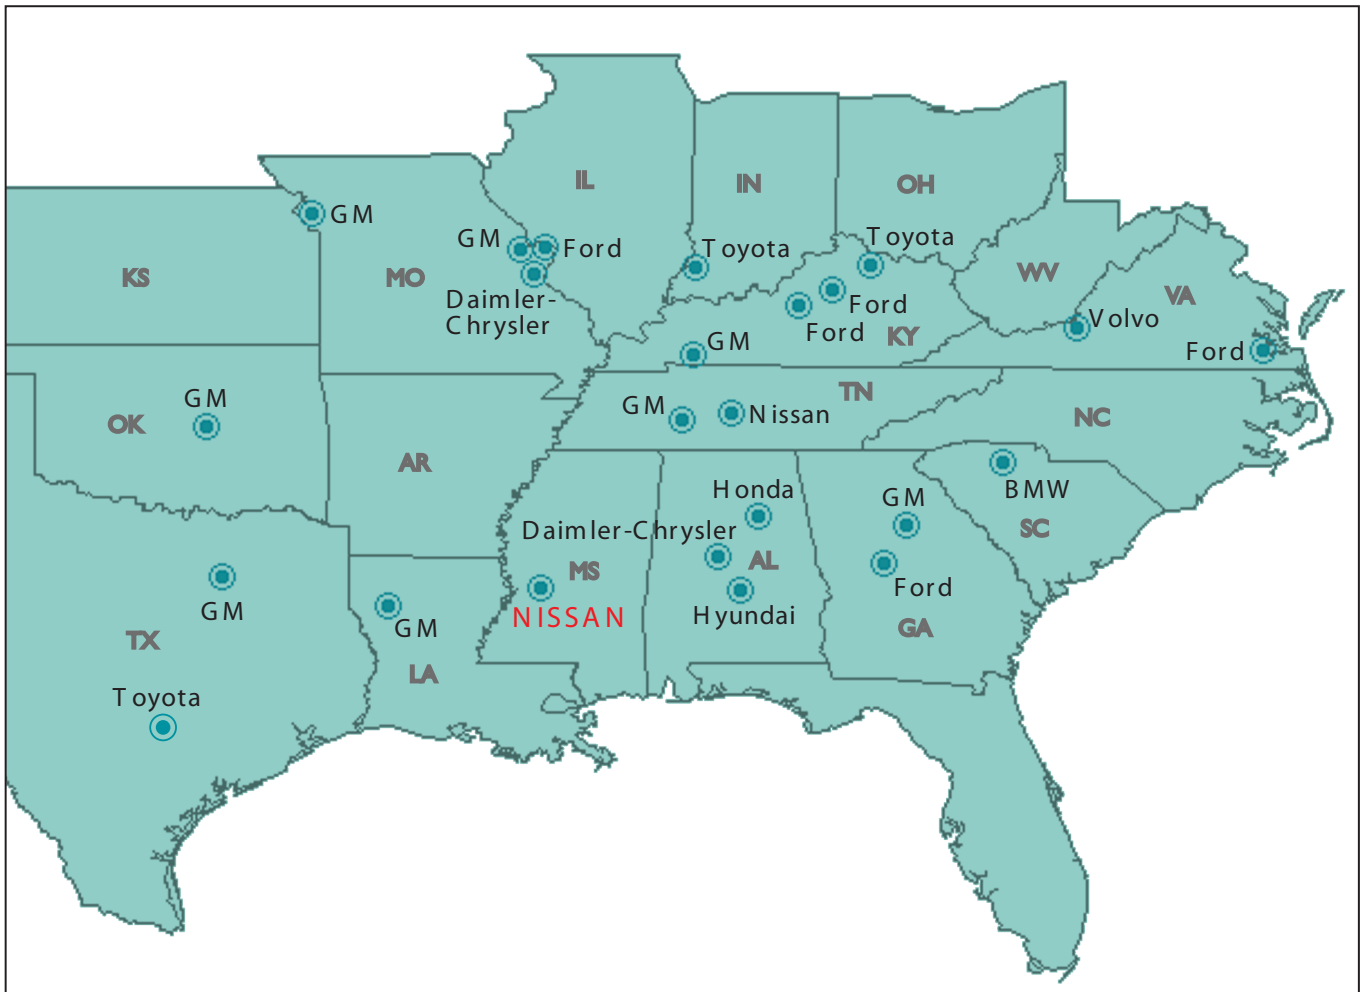 IL
IN
OH
GM
GM
Ford
Toyota
Toyota
KS
MO
WV
VA
Daimler-
Chrysler
Ford
Ford
KY
Volvo
GM
Ford
GM
OK
GM
Nissan
TN
NC
AR
Honda
GM
BMW
SC
Daimler-Chrysler
MS
AL
NISSAN
Hyundai
Ford
GA
GM
GM
TX
LA
Toyota